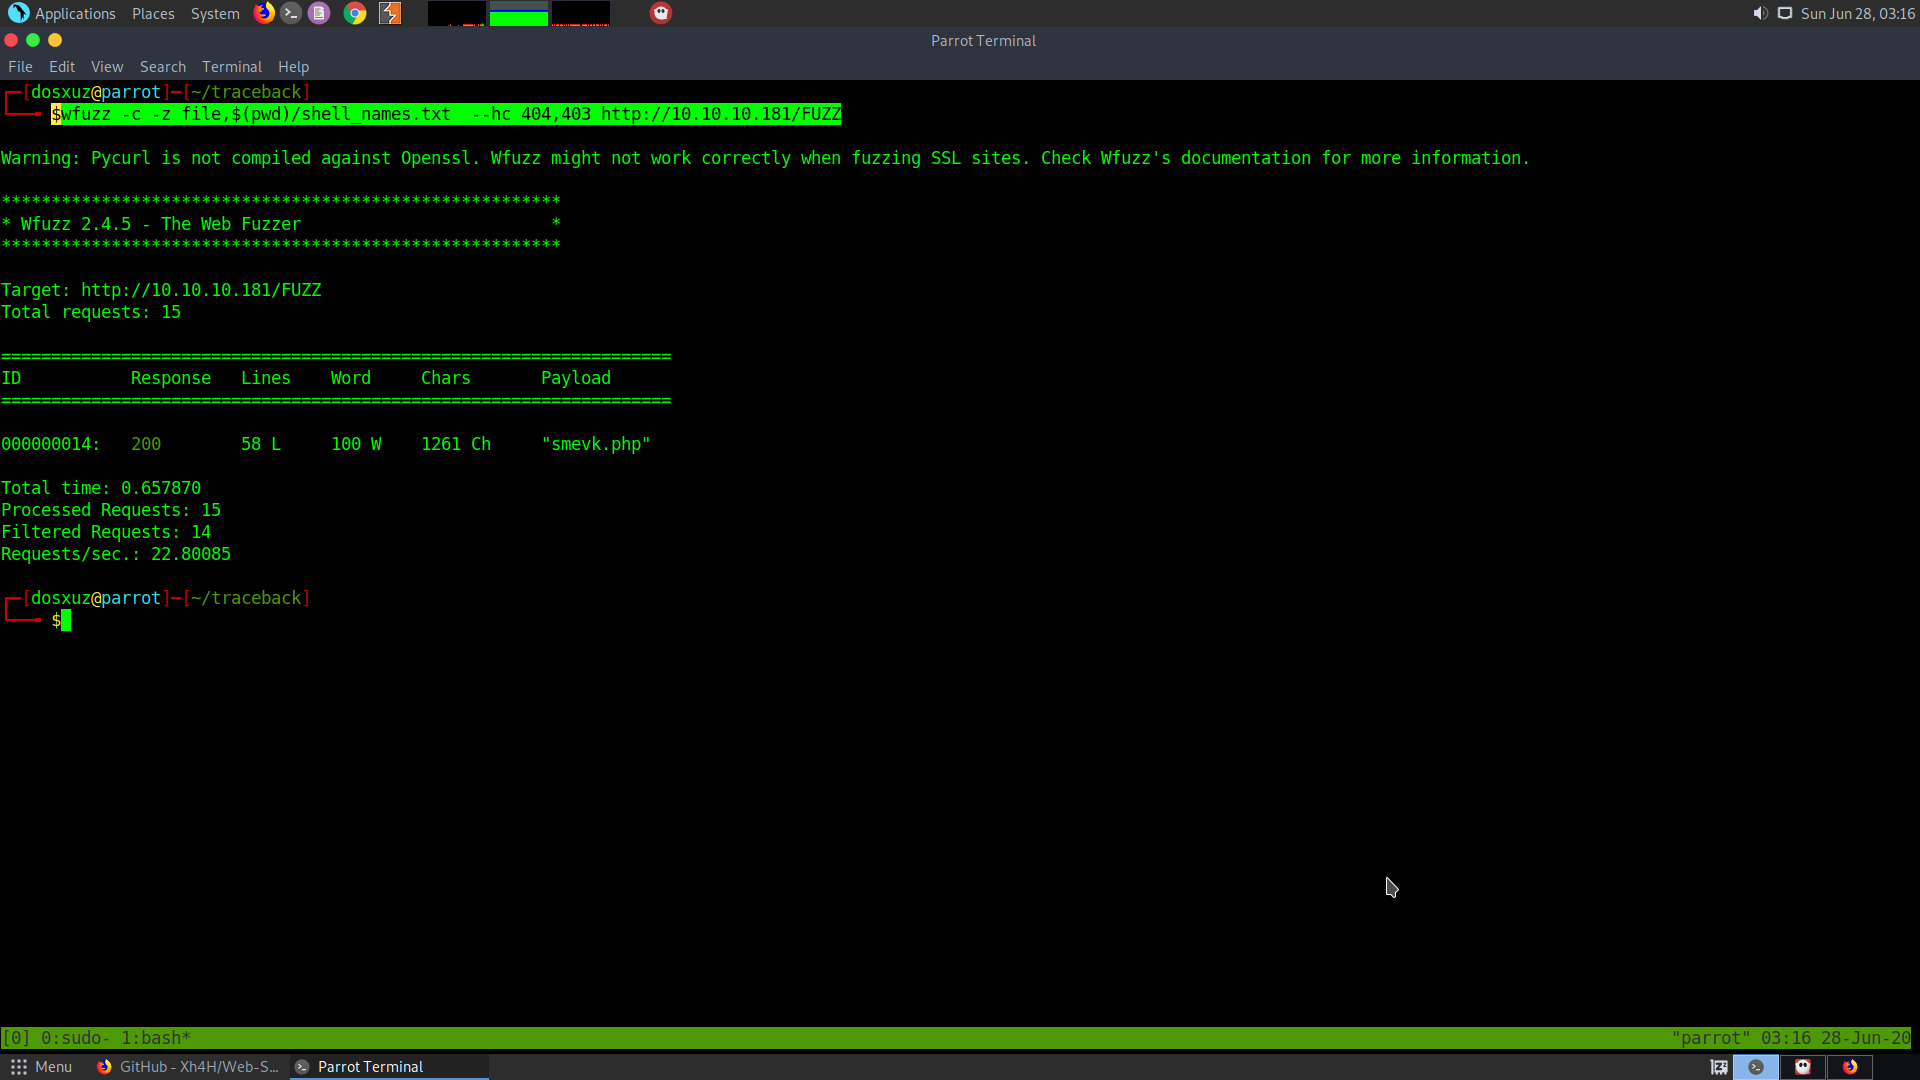 Applications Places System Sun Jun 28, 03:16
Parrot Terminal
File Edit View Search Terminal Help
┌─[dosxuz@parrot]─[~/traceback]
└──╼ $wfuzz -c -z file,$(pwd)/shell_names.txt  --hc 404,403 http://10.10.10.181/FUZZ
Warning: Pycurl is not compiled against Openssl. Wfuzz might not work correctly when fuzzing SSL sites. Check Wfuzz's documentation for more information.
********************************************************
* Wfuzz 2.4.5 - The Web Fuzzer                         *
********************************************************
Target: http://10.10.10.181/FUZZ
Total requests: 15
===================================================================
ID           Response   Lines    Word     Chars       Payload
===================================================================
000000014:   200        58 L     100 W    1261 Ch     "smevk.php"
Total time: 0.657870
Processed Requests: 15
Filtered Requests: 14
Requests/sec.: 22.80085
┌─[dosxuz@parrot]─[~/traceback]
└──╼ $
[0] 0:sudo- 1:bash* "parrot" 03:16 28-Jun-20
Menu GitHub - Xh4H/Web-S... Parrot Terminal